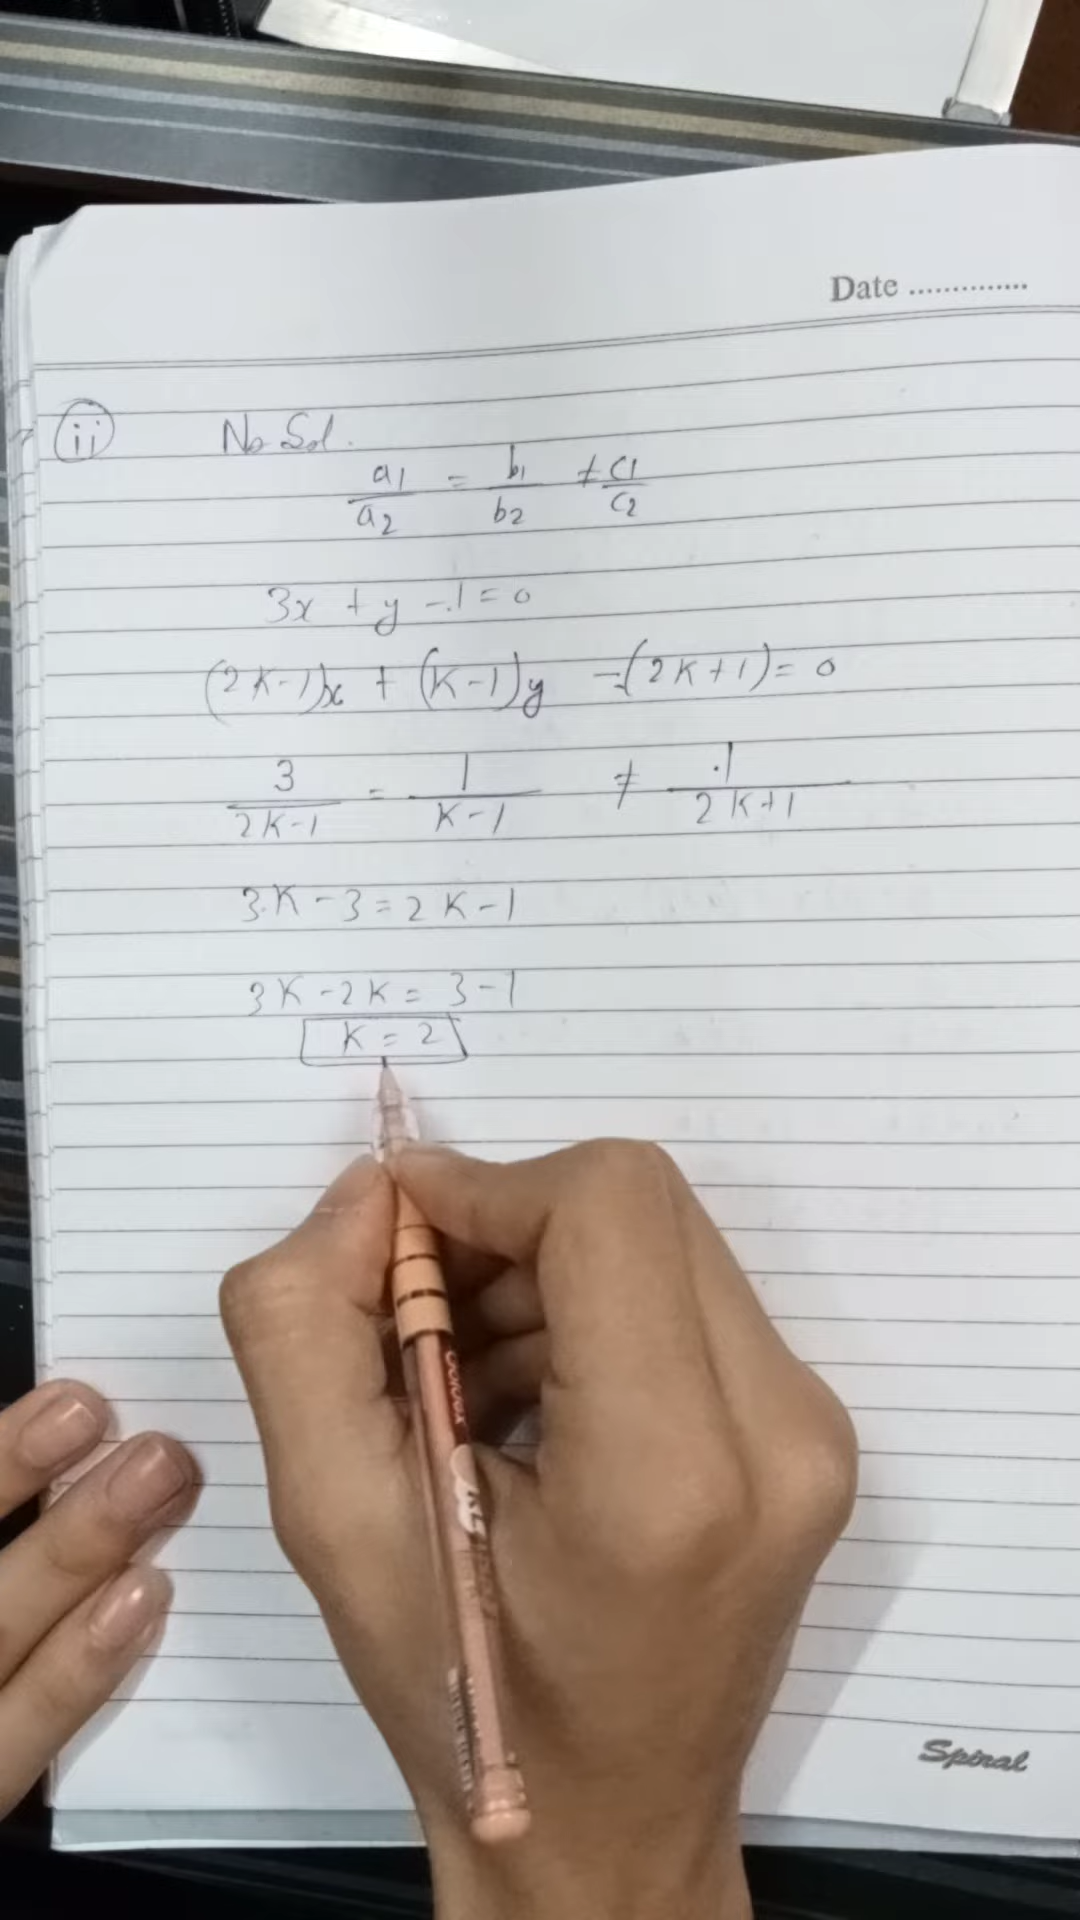 Date ..............
ii No Sol.
a1/a2 = b1/b2 ≠ c1/c2
3x + y - 1 = 0
(2K-1)x + (K-1)y - (2K+1) = 0
3/2K-1 = 1/K-1 ≠ 1/2K+1
3K - 3 = 2K - 1
3K - 2K = 3 - 1
K = 2
Spiral